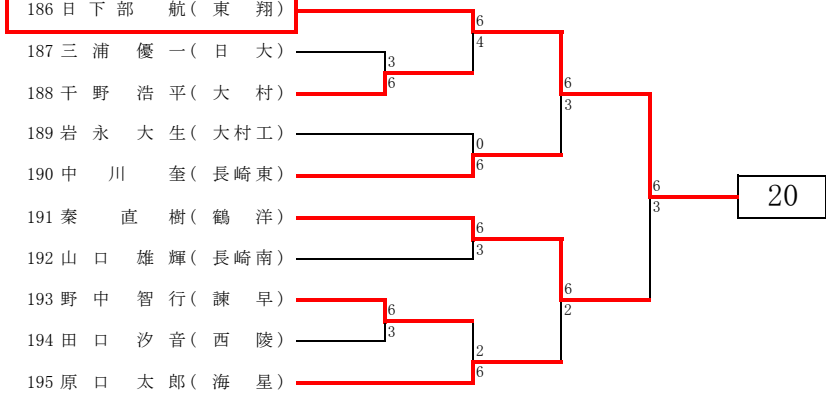 186 日下部 航(東翔)
6
4
187 三浦 優一(日大)
3
6
188 干野 浩平(大村)
6
3
189 岩永 大生(大村工)
0
6
190 中川 奎(長崎東)
6
3
20
191 秦 直樹(鶴洋)
6
3
192 山口 雄輝(長崎南)
6
2
193 野中 智行(諫早)
6
3
194 田口 汐音(西陵)
2
6
195 原口 太郎(海星)